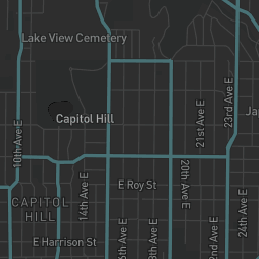 Lake View Cemetery
23rd Ave E
21st Ave E
Ja
Capitol Hill
10th Ave E
20th Ave E
14th Ave E
E Roy St
24th Ave E
CAPITOL
HILL
E Harrison St